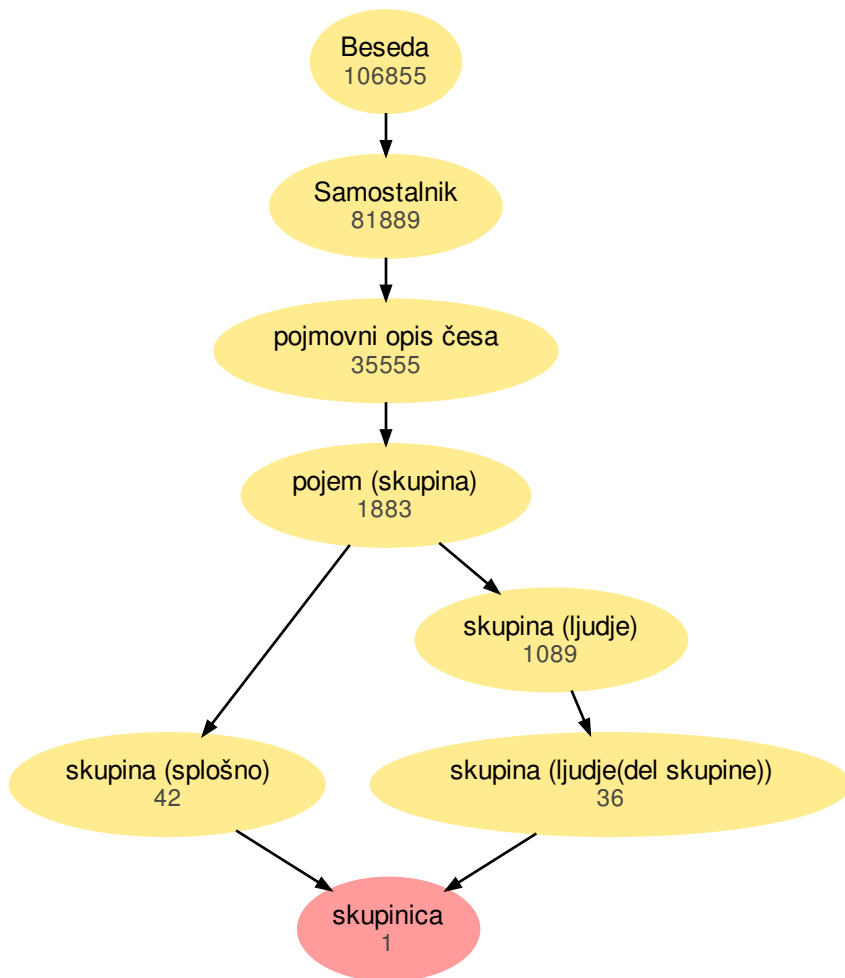 Beseda
106855
Samostalnik
81889
pojmovni opis česa
35555
pojem (skupina)
1883
skupina (ljudje)
1089
skupina (splošno)
42
skupina (ljudje(del skupine))
36
skupinica
1